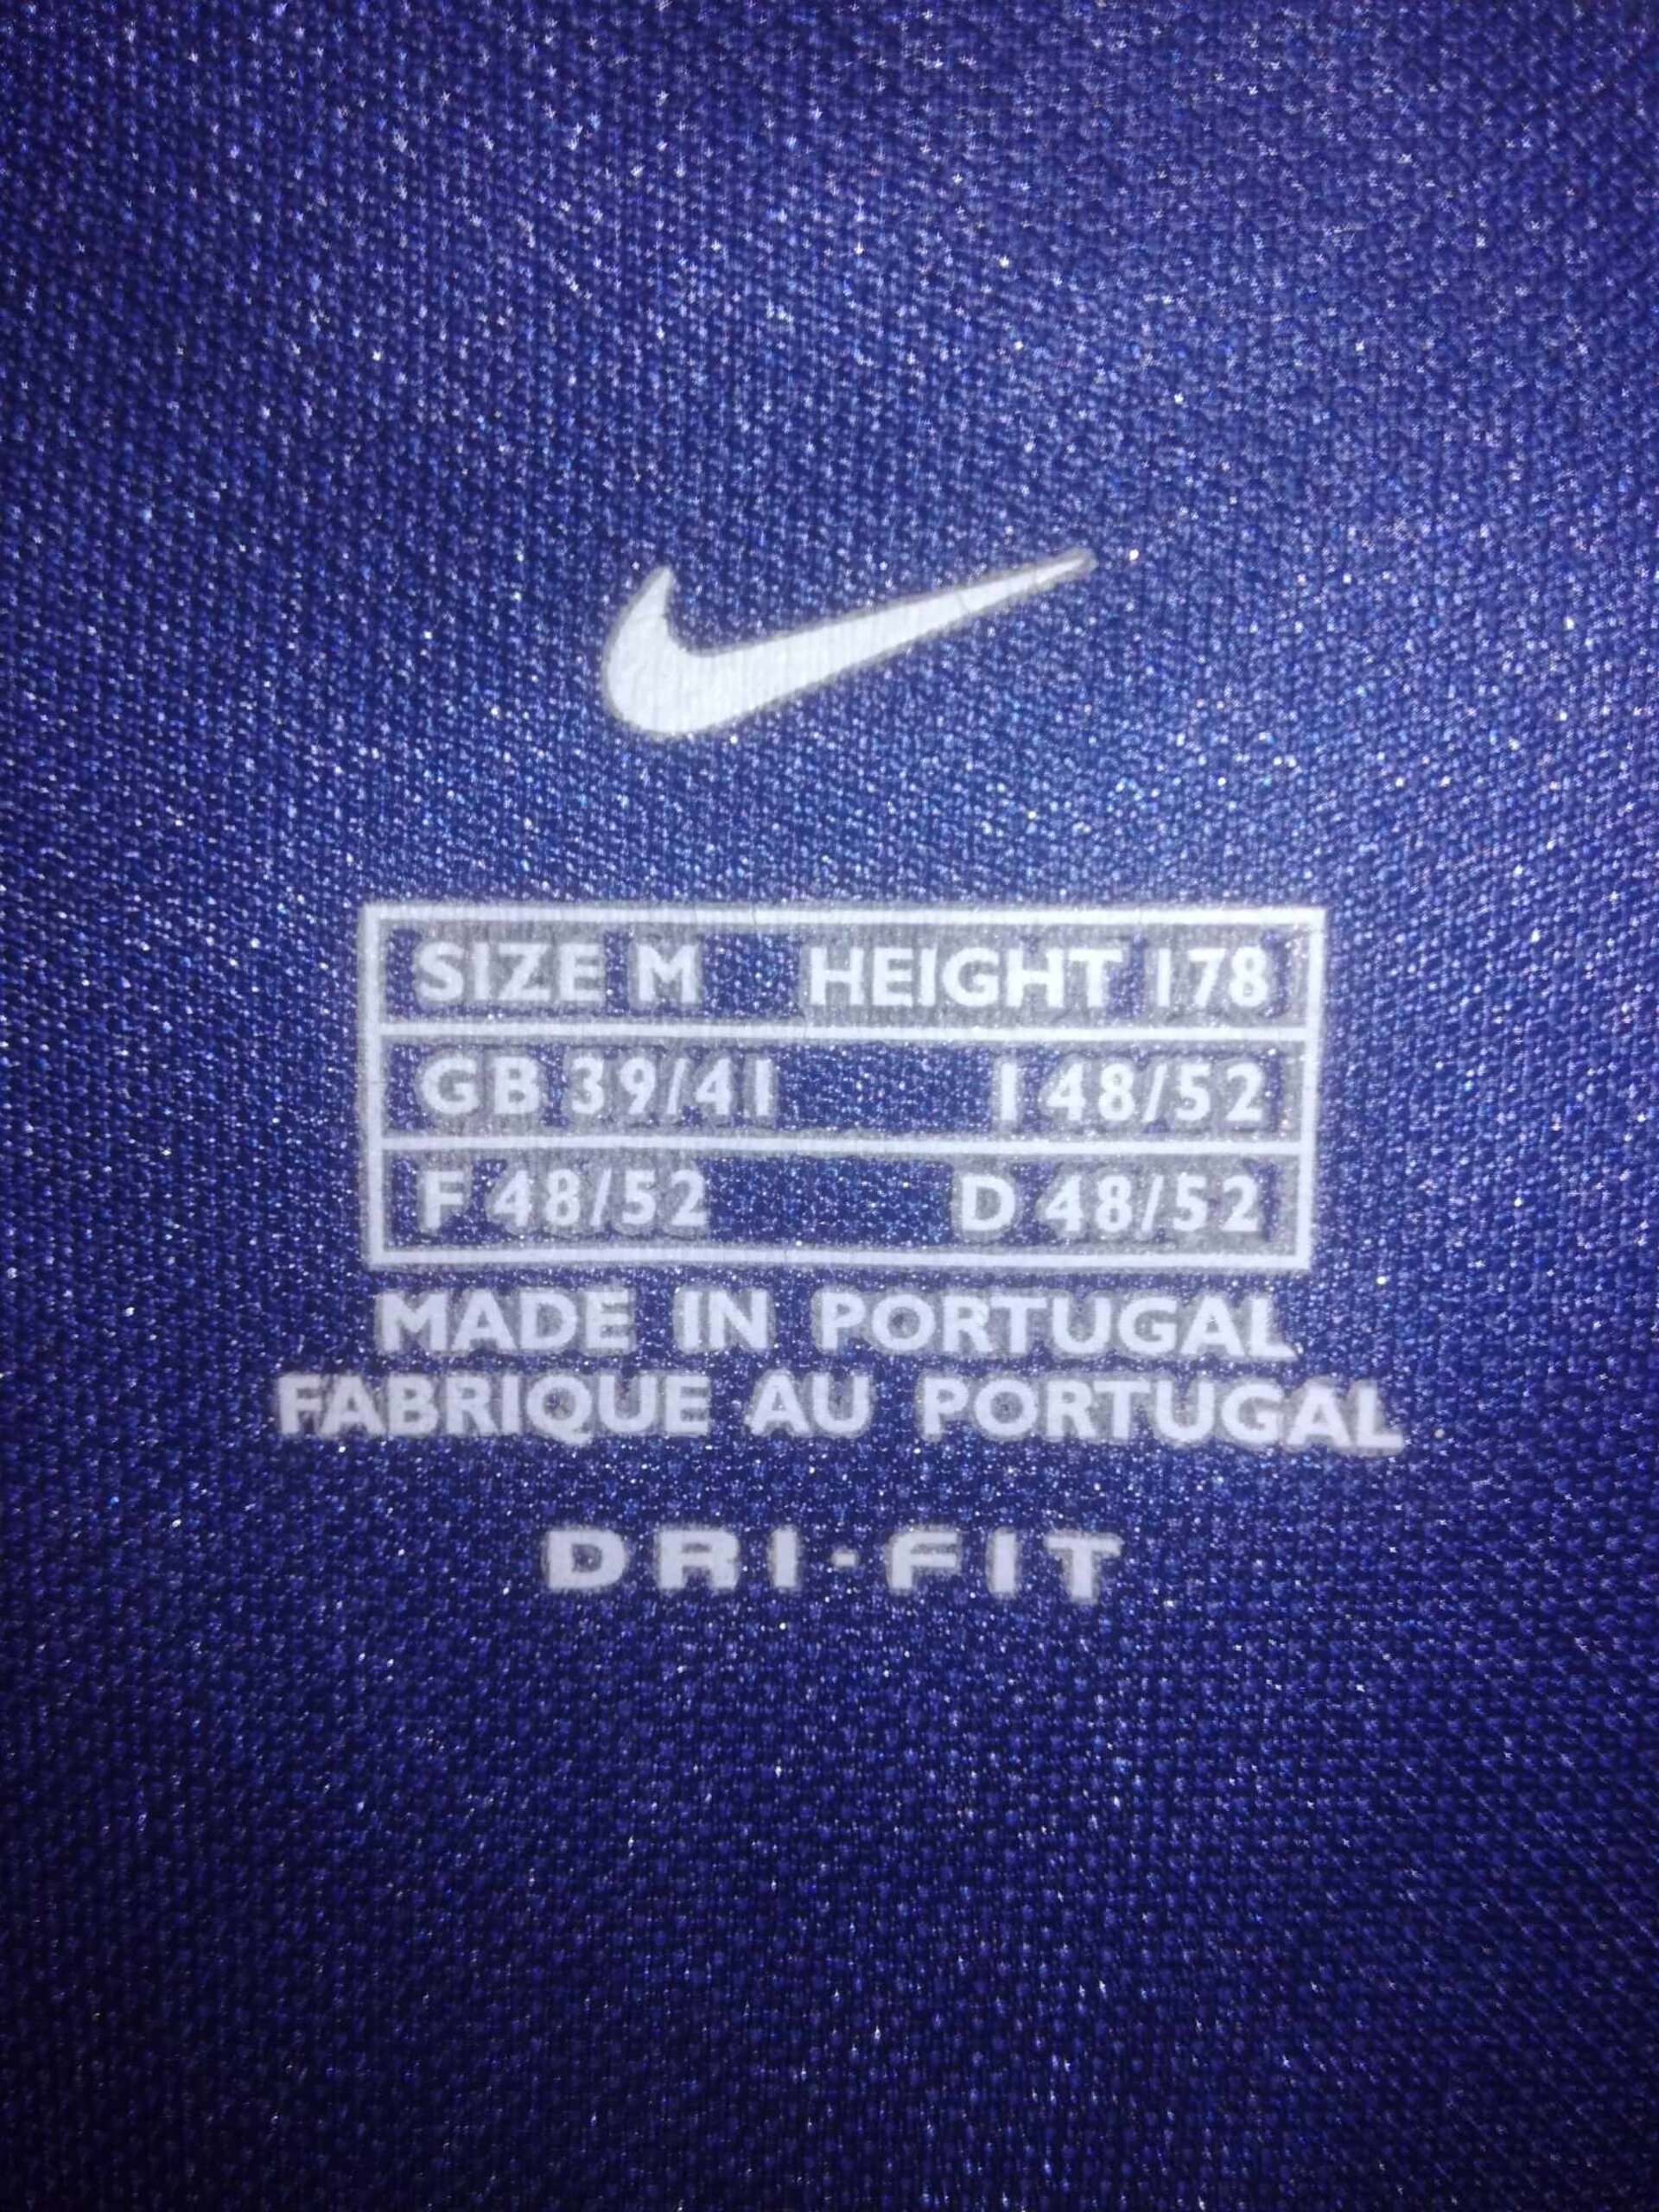 SIZE M HEIGHT 178
GB 39/41 I 48/52
F 48/52 D 48/52
MADE IN PORTUGAL
FABRIQUE AU PORTUGAL
DRI-FIT